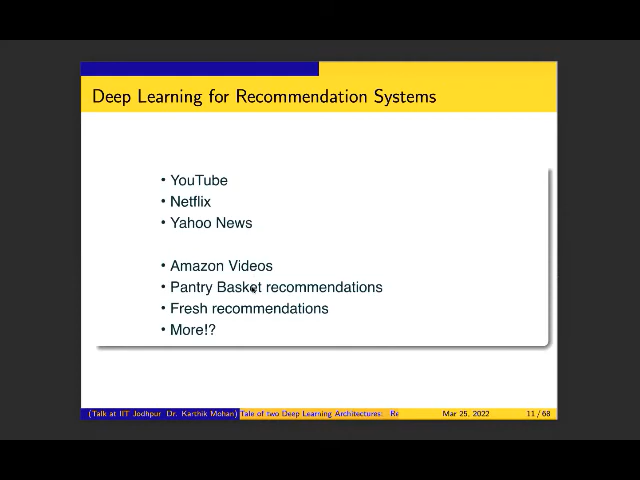 Deep Learning for Recommendation Systems
• YouTube
• Netflix
• Yahoo News
• Amazon Videos
• Pantry Basket recommendations
• Fresh recommendations
• More!?
(Talk at IIT Jodhpur Dr. Karthik Mohan) Tale of two Deep Learning Architectures: Re Mar 25, 2022 11 / 68